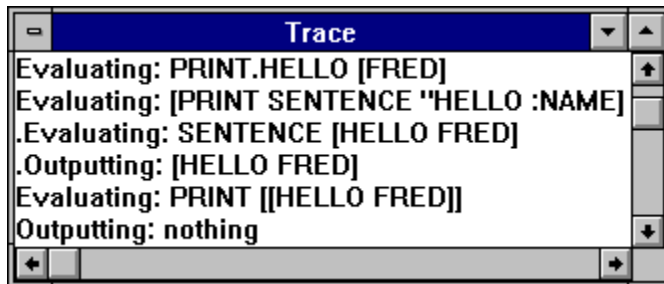 Trace
Evaluating: PRINT.HELLO [FRED]
Evaluating: [PRINT SENTENCE "HELLO :NAME]
.Evaluating: SENTENCE [HELLO FRED]
.Outputting: [HELLO FRED]
Evaluating: PRINT [[HELLO FRED]]
Outputting: nothing